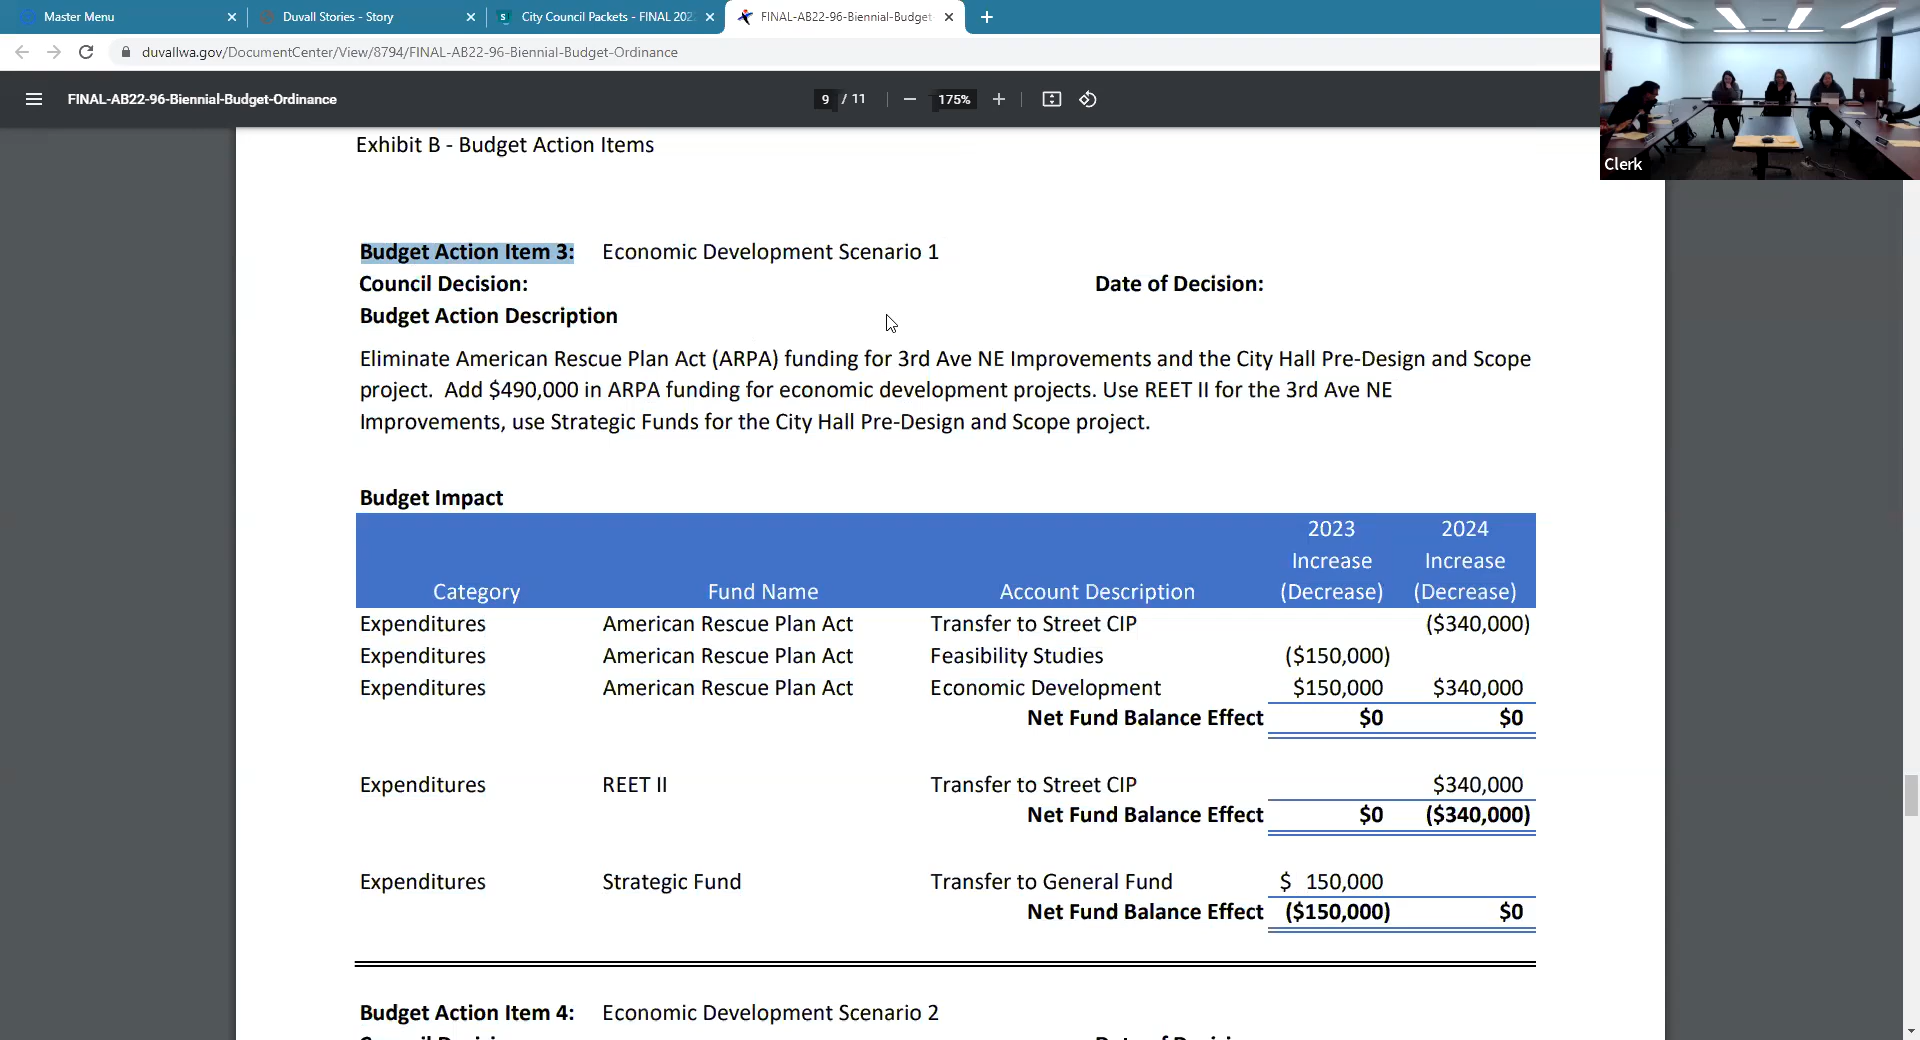 Master Menu
Duvall Stories - Story
City Council Packets - FINAL 202
FINAL-AB22-96-Biennial-Budget-
duvallwa.gov/DocumentCenter/View/8794/FINAL-AB22-96-Biennial-Budget-Ordinance
FINAL-AB22-96-Biennial-Budget-Ordinance
9 / 11
175%
Clerk
Exhibit B - Budget Action Items
Budget Action Item 3: Economic Development Scenario 1
Council Decision: Date of Decision:
Budget Action Description
Eliminate American Rescue Plan Act (ARPA) funding for 3rd Ave NE Improvements and the City Hall Pre-Design and Scope
project. Add $490,000 in ARPA funding for economic development projects. Use REET II for the 3rd Ave NE
Improvements, use Strategic Funds for the City Hall Pre-Design and Scope project.
Budget Impact
2023 2024
Increase Increase
Category Fund Name Account Description (Decrease) (Decrease)
Expenditures American Rescue Plan Act Transfer to Street CIP ($340,000)
Expenditures American Rescue Plan Act Feasibility Studies ($150,000)
Expenditures American Rescue Plan Act Economic Development $150,000 $340,000
Net Fund Balance Effect $0 $0
Expenditures REET II Transfer to Street CIP $340,000
Net Fund Balance Effect $0 ($340,000)
Expenditures Strategic Fund Transfer to General Fund $ 150,000
Net Fund Balance Effect ($150,000) $0
Budget Action Item 4: Economic Development Scenario 2